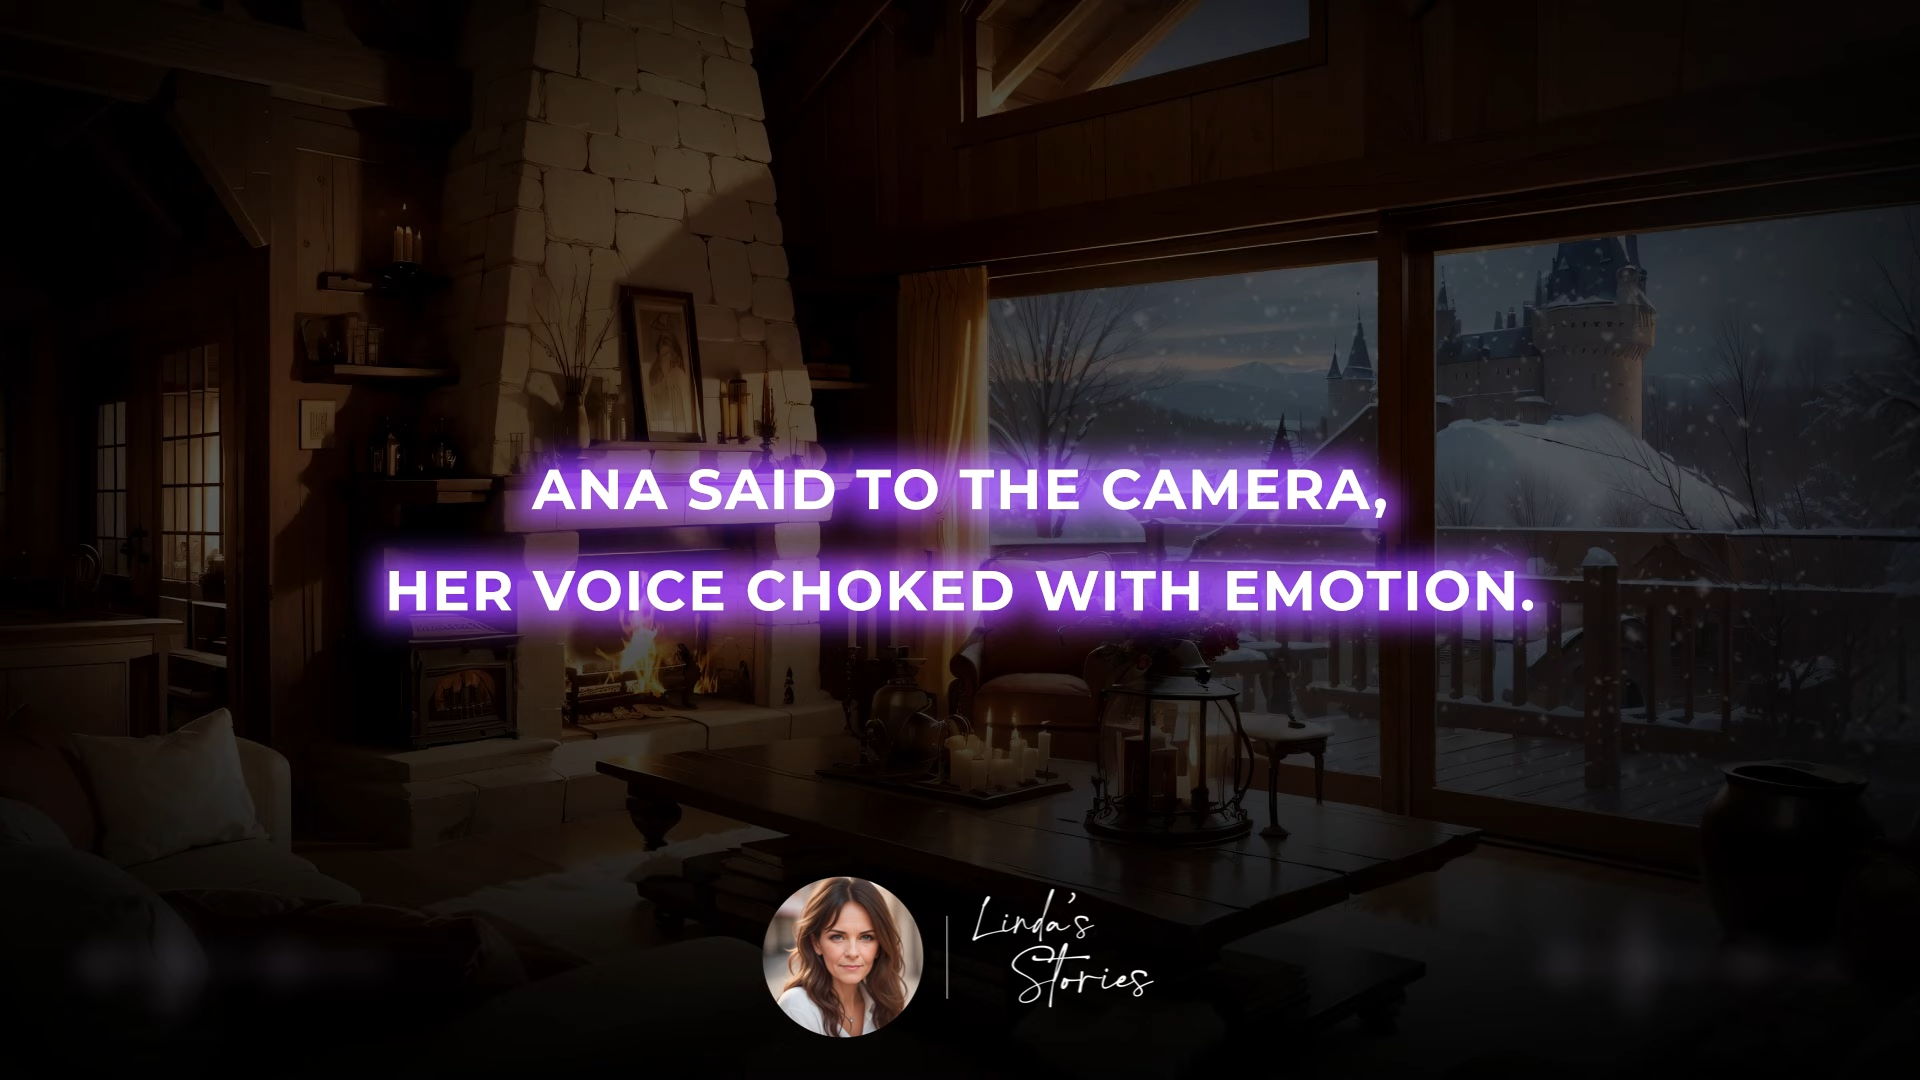 ANA SAID TO THE CAMERA,
HER VOICE CHOKED WITH EMOTION.
Linda's
Stories